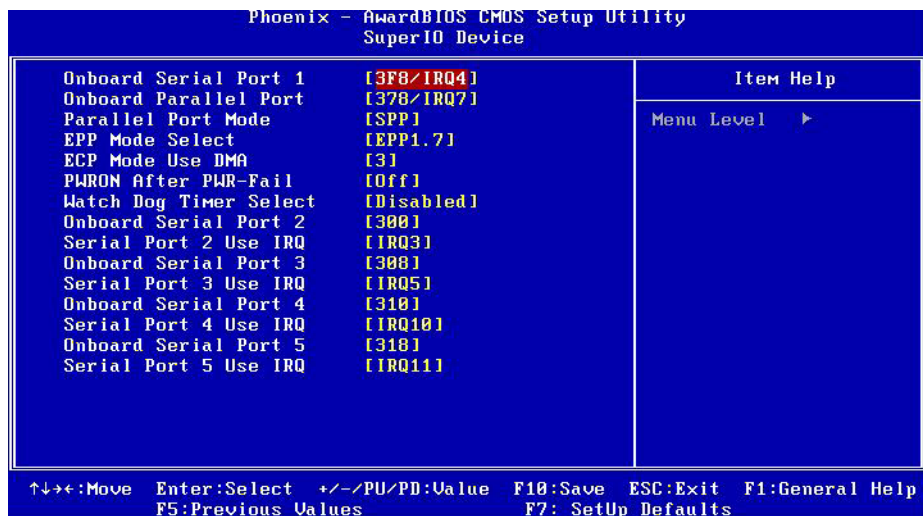 Phoenix - AwardBIOS CMOS Setup Utility
SuperIO Device
Onboard Serial Port 1 [3F8/IRQ4]
Onboard Parallel Port [378/IRQ7]
Parallel Port Mode [SPP]
EPP Mode Select [EPP1.7]
ECP Mode Use DMA [3]
PWRON After PWR-Fail [Off]
Watch Dog Timer Select [Disabled]
Onboard Serial Port 2 [300]
Serial Port 2 Use IRQ [IRQ3]
Onboard Serial Port 3 [308]
Serial Port 3 Use IRQ [IRQ5]
Onboard Serial Port 4 [310]
Serial Port 4 Use IRQ [IRQ10]
Onboard Serial Port 5 [318]
Serial Port 5 Use IRQ [IRQ11]
Item Help
Menu Level ►
↑↓→←:Move Enter:Select +/-/PU/PD:Value F10:Save ESC:Exit F1:General Help
F5:Previous Values F7: SetUp Defaults